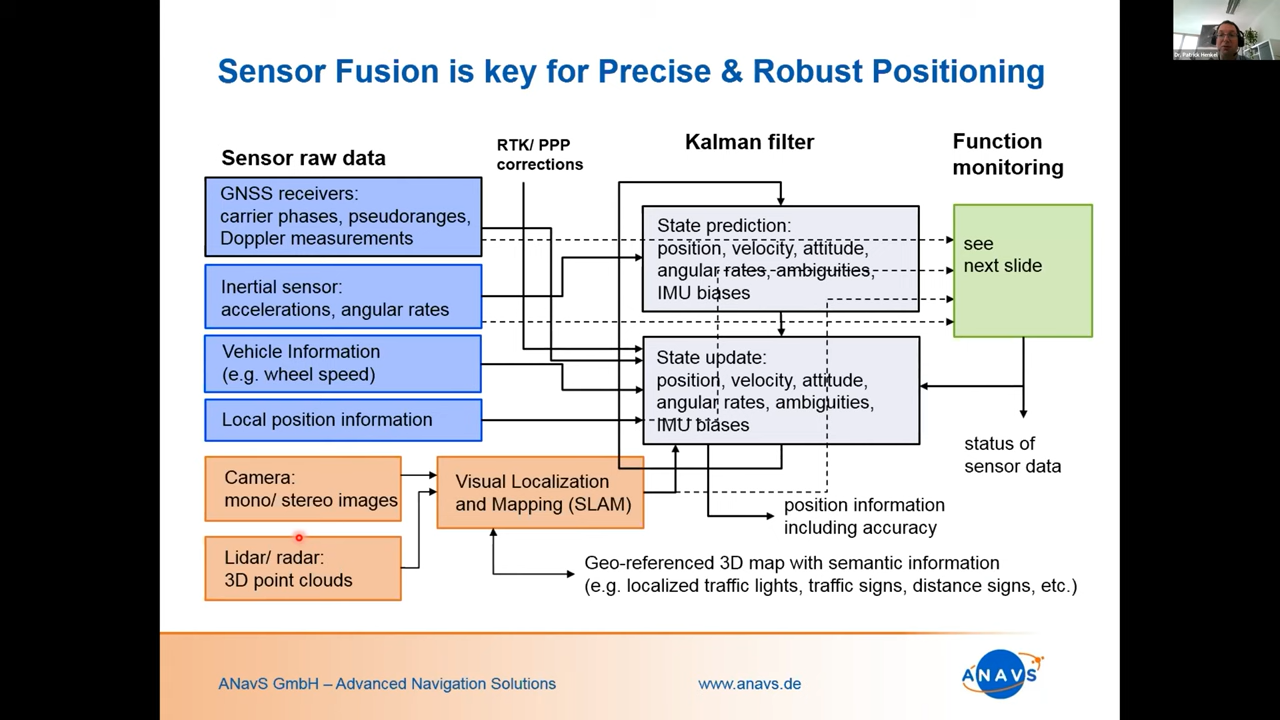 Sensor Fusion is key for Precise & Robust Positioning
Dr. Patrick Henkel
Sensor raw data
RTK/ PPP
corrections
Kalman filter
Function
monitoring
GNSS receivers:
carrier phases, pseudoranges,
Doppler measurements
Inertial sensor:
accelerations, angular rates
Vehicle Information
(e.g. wheel speed)
Local position information
Camera:
mono/ stereo images
Lidar/ radar:
3D point clouds
Visual Localization
and Mapping (SLAM)
State prediction:
position, velocity, attitude,
angular rates, ambiguities,
IMU biases
State update:
position, velocity, attitude,
angular rates, ambiguities,
IMU biases
see
next slide
status of
sensor data
position information
including accuracy
Geo-referenced 3D map with semantic information
(e.g. localized traffic lights, traffic signs, distance signs, etc.)
ANavS GmbH – Advanced Navigation Solutions
www.anavs.de
ANAVS